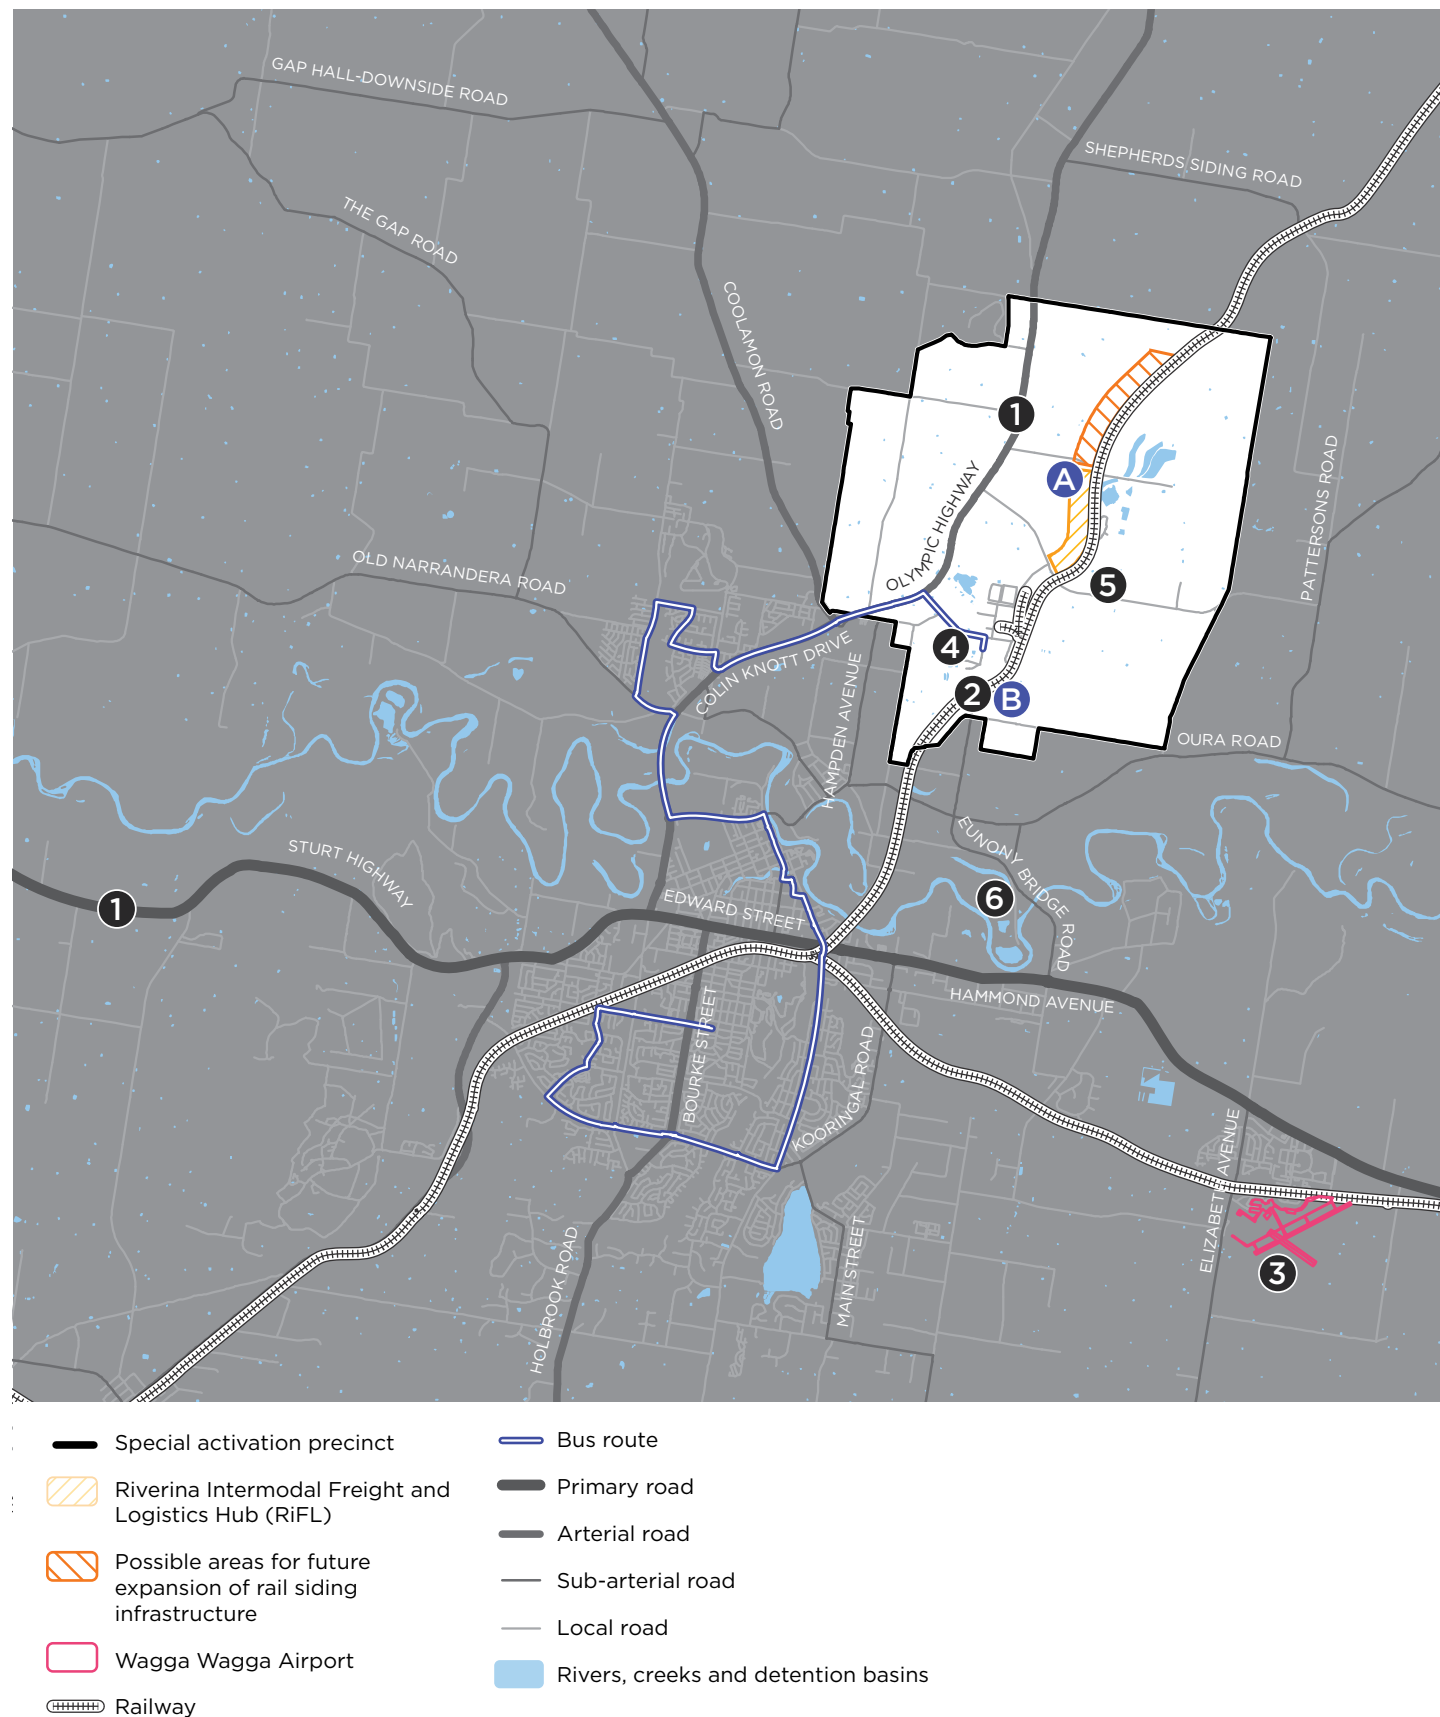 GAP HALL-DOWNSIDE ROAD
SHEPHERDS SIDING ROAD
THE GAP ROAD
COOLAMON ROAD
1
PATTERSONS ROAD
A
OLYMPIC HIGHWAY
OLD NARRANDERA ROAD
5
4
COLIN KNOTT DRIVE
HAMPDEN AVENUE
2
B
OURA ROAD
STURT HIGHWAY
EUNONY BRIDGE ROAD
1
EDWARD STREET
6
HAMMOND AVENUE
BOURKE STREET
KOORINGAL ROAD
ELIZABETH AVENUE
HOLBROOK ROAD
MAIN STREET
3
Special activation precinct
Riverina Intermodal Freight and
Logistics Hub (RiFL)
Possible areas for future
expansion of rail siding
infrastructure
Wagga Wagga Airport
Railway
Bus route
Primary road
Arterial road
Sub-arterial road
Local road
Rivers, creeks and detention basins